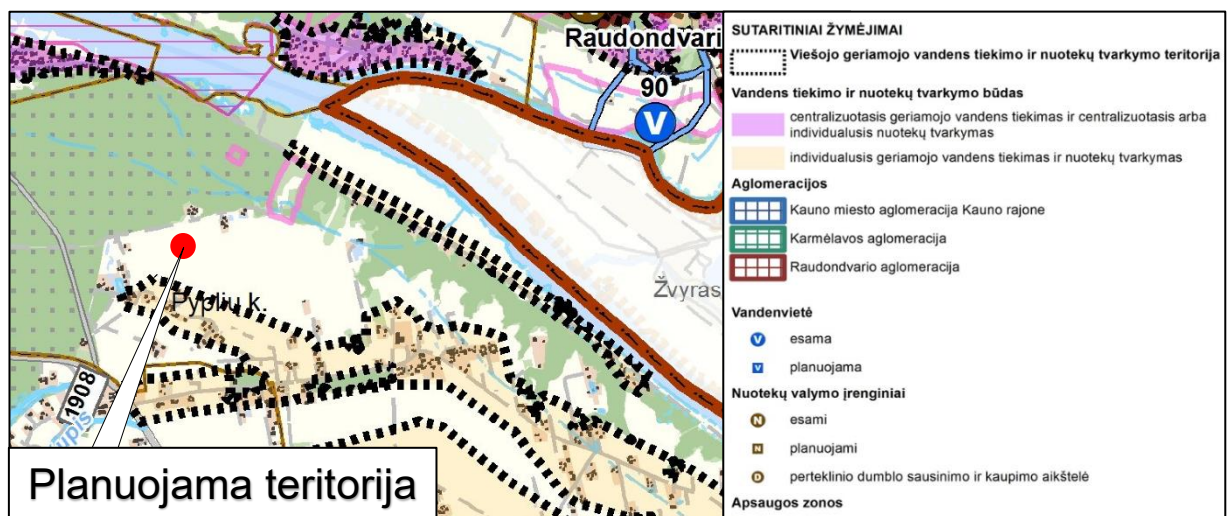 Raudondvari
90
V
Žvyras
Pyplių k.
1908
upis
Planuojama teritorija
SUTARITINIAI ŽYMĖJIMAI
Viešojo geriamojo vandens tiekimo ir nuotekų tvarkymo teritorija
Vandens tiekimo ir nuotekų tvarkymo būdas
centralizuotasis geriamojo vandens tiekimas ir centralizuotasis arba
individualusis nuotekų tvarkymas
individualusis geriamojo vandens tiekimas ir nuotekų tvarkymas
Aglomeracijos
Kauno miesto aglomeracija Kauno rajone
Karmėlavos aglomeracija
Raudondvario aglomeracija
Vandenvietė
V esama
V planuojama
Nuotekų valymo įrenginiai
N esami
N planuojami
D perteklinio dumblo sausinimo ir kaupimo aikštelė
Apsaugos zonos